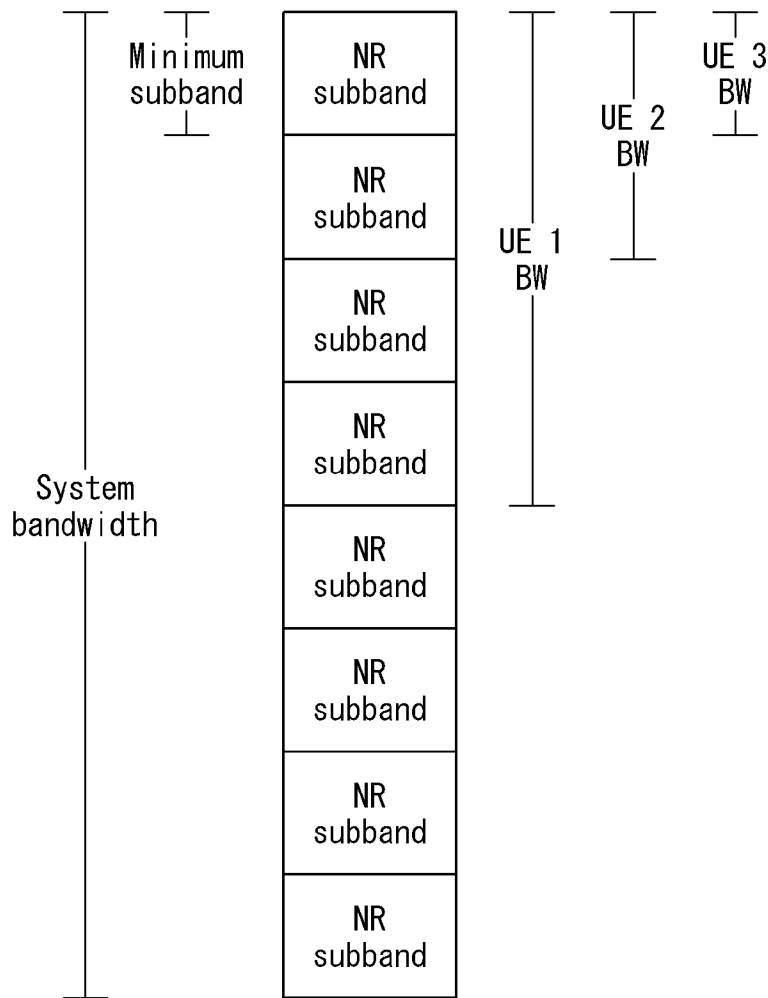 Minimum
subband
NR
subband
UE 3
BW
UE 2
BW
NR
subband
UE 1
BW
NR
subband
NR
subband
System
bandwidth
NR
subband
NR
subband
NR
subband
NR
subband